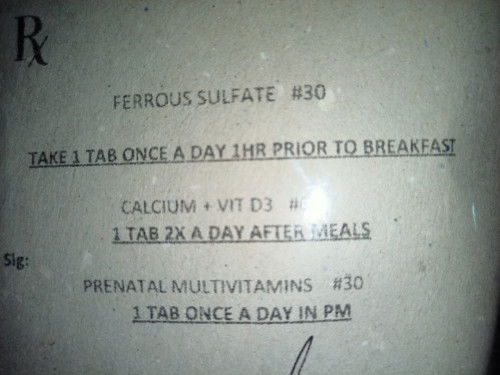 Rx
FERROUS SULFATE #30
TAKE 1 TAB ONCE A DAY 1HR PRIOR TO BREAKFAST
CALCIUM + VIT D3
1 TAB 2X A DAY AFTER MEALS
Sig:
PRENATAL MULTIVITAMINS #30
1 TAB ONCE A DAY IN PM